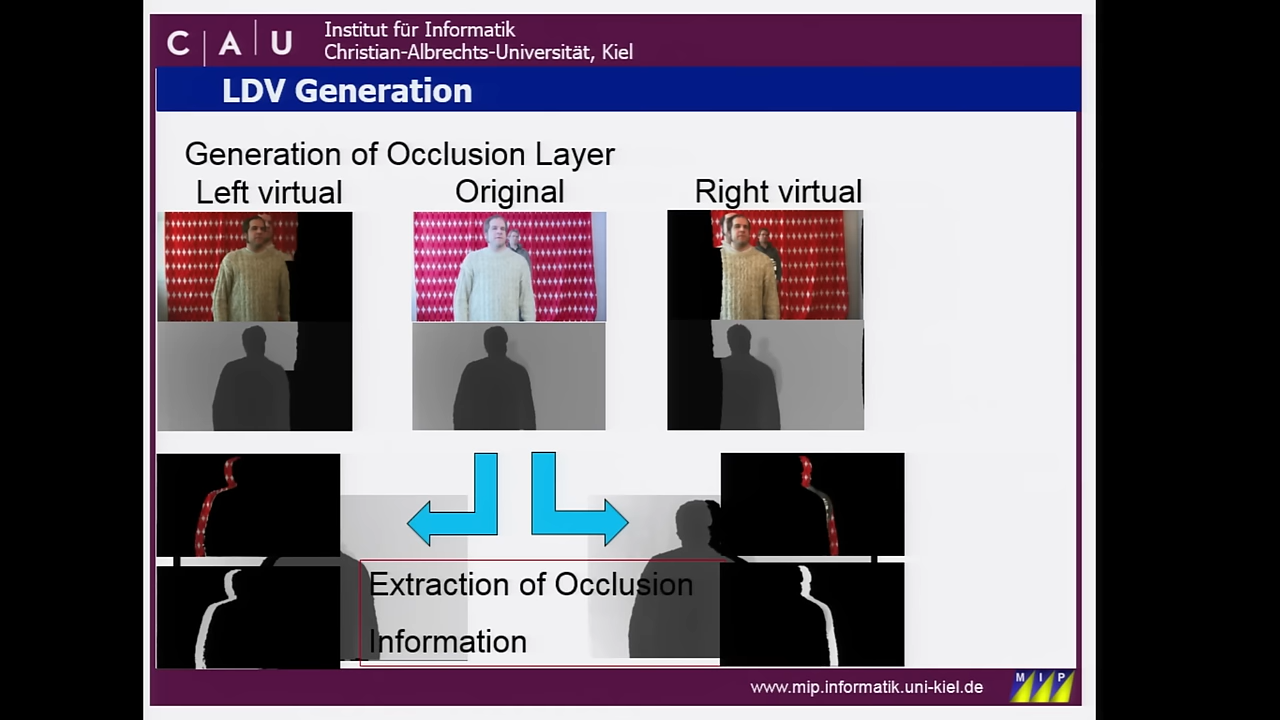 C A U
Institut für Informatik
Christian-Albrechts-Universität, Kiel
LDV Generation
Generation of Occlusion Layer
Left virtual
Original
Right virtual
Extraction of Occlusion
Information
www.mip.informatik.uni-kiel.de
M I P